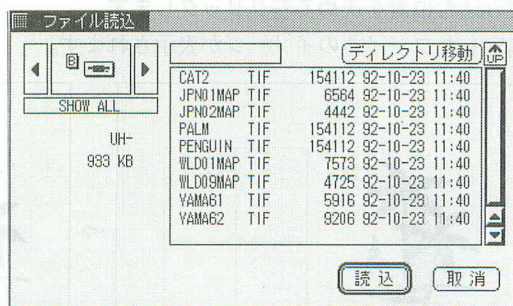 ファイル読込
B
ディレクトリ移動
UP
SHOW ALL
UH-
933 KB
CAT2 TIF 154112 92-10-23 11:40
JPN01MAP TIF 6564 92-10-23 11:40
JPN02MAP TIF 4442 92-10-23 11:40
PALM TIF 154112 92-10-23 11:40
PENGUIN TIF 154112 92-10-23 11:40
WLD01MAP TIF 7573 92-10-23 11:40
WLD09MAP TIF 4725 92-10-23 11:40
YAMA61 TIF 5916 92-10-23 11:40
YAMA62 TIF 9206 92-10-23 11:40
読込
取消